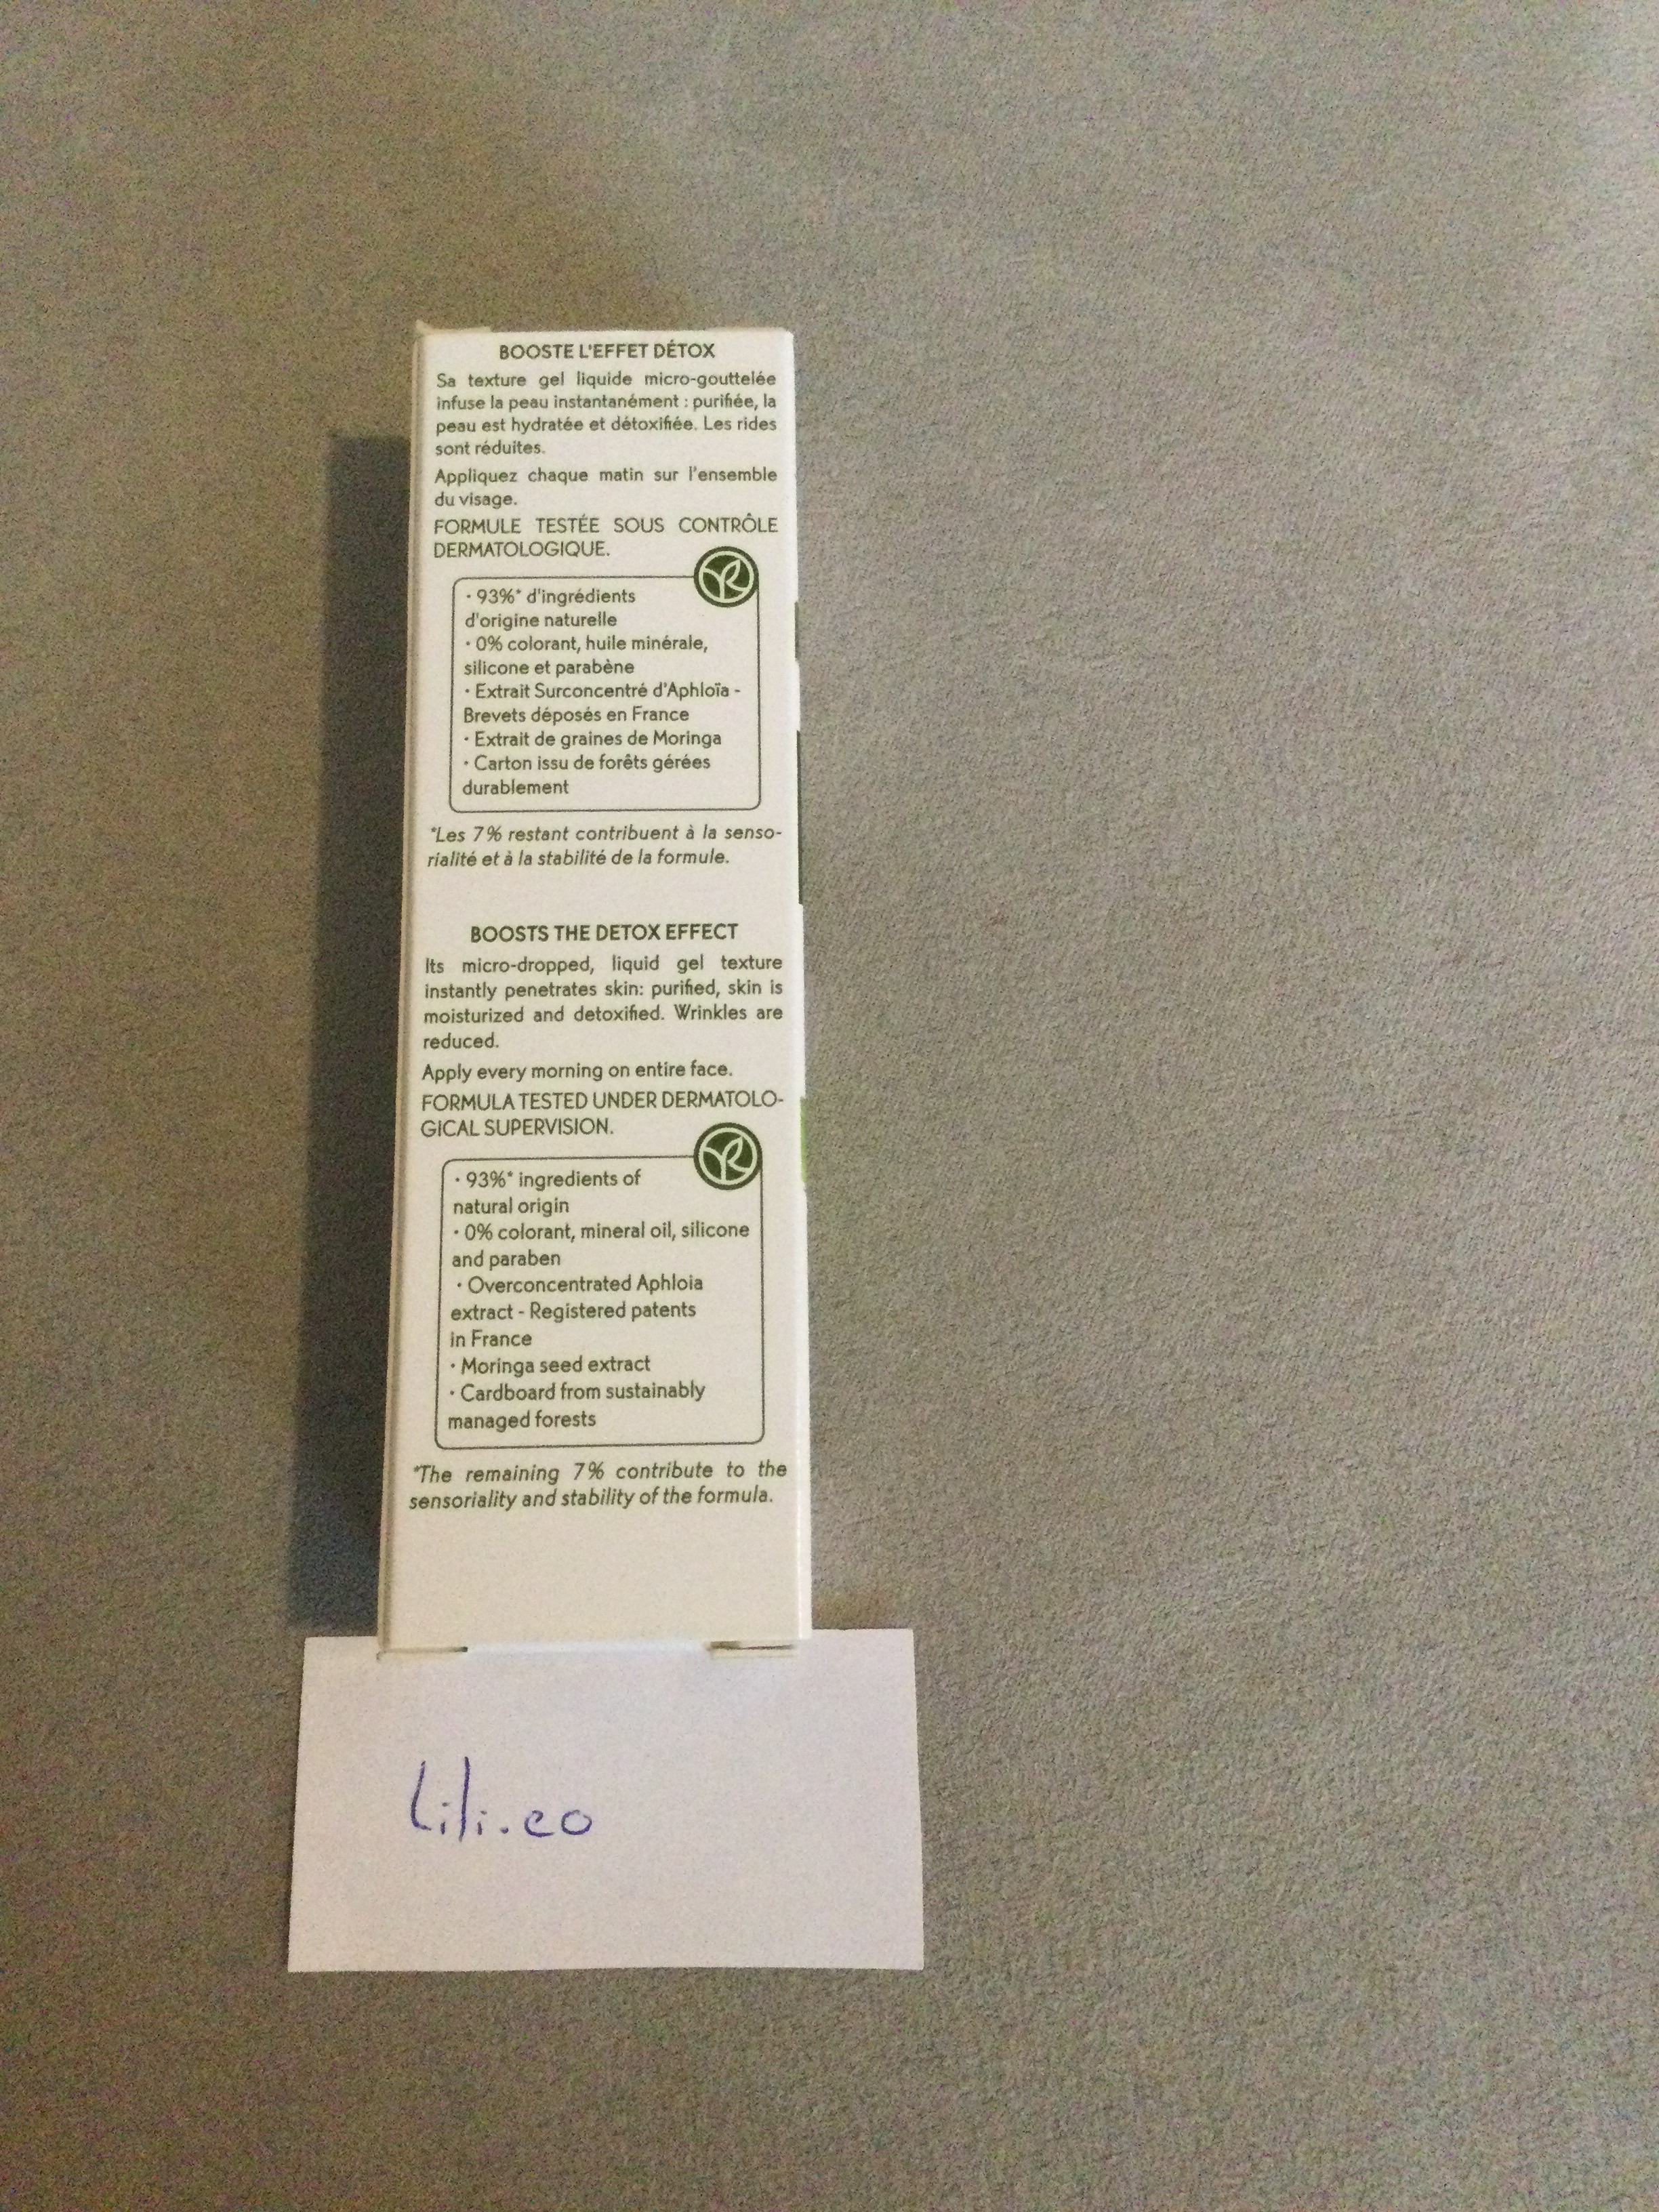 BOOSTE L'EFFET DÉTOX
Sa texture gel liquide micro-gouttelée
infuse la peau instantanément : purifiée, la
peau est hydratée et détoxifiée. Les rides
sont réduites.
Appliquez chaque matin sur l'ensemble
du visage.
FORMULE TESTÉE SOUS CONTRÔLE
DERMATOLOGIQUE.
• 93%* d'ingrédients
d'origine naturelle
• 0% colorant, huile minérale,
silicone et parabène
• Extrait Surconcentré d'Aphloïa -
Brevets déposés en France
• Extrait de graines de Moringa
• Carton issu de forêts gérées
durablement
*Les 7% restant contribuent à la senso-
rialité et à la stabilité de la formule.
BOOSTS THE DETOX EFFECT
Its micro-dropped, liquid gel texture
instantly penetrates skin: purified, skin is
moisturized and detoxified. Wrinkles are
reduced.
Apply every morning on entire face.
FORMULA TESTED UNDER DERMATOLO-
GICAL SUPERVISION.
• 93%* ingredients of
natural origin
• 0% colorant, mineral oil, silicone
and paraben
• Overconcentrated Aphloia
extract - Registered patents
in France
• Moringa seed extract
• Cardboard from sustainably
managed forests
*The remaining 7% contribute to the
sensoriality and stability of the formula.
Lili.eo